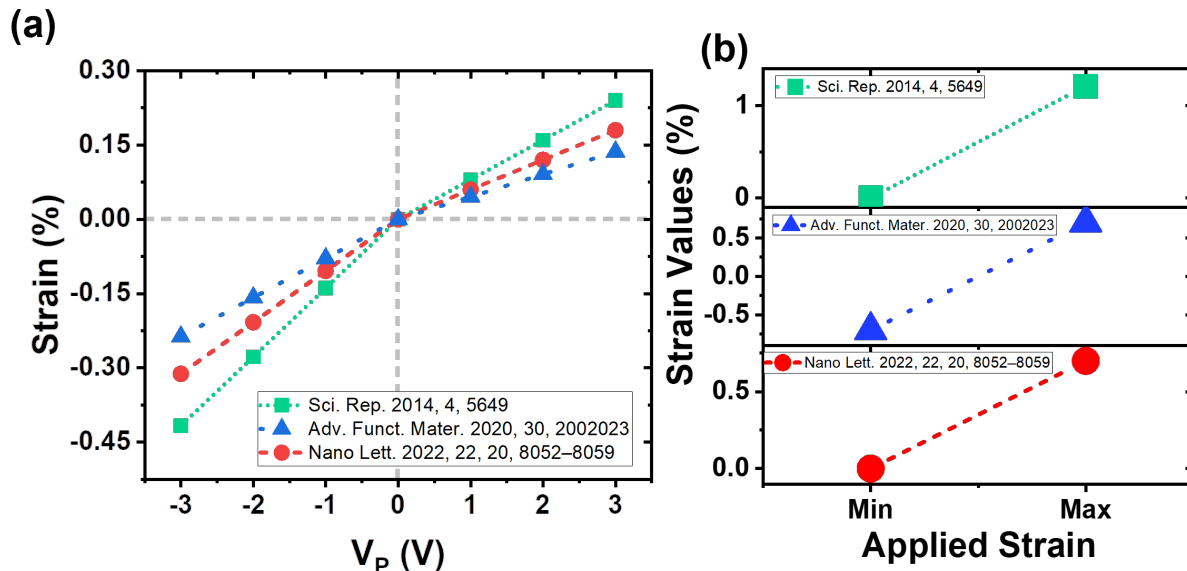 (a)
Strain (%)
0.30
0.15
0.00
-0.15
-0.30
-0.45
Sci. Rep. 2014, 4, 5649
Adv. Funct. Mater. 2020, 30, 2002023
Nano Lett. 2022, 22, 20, 8052–8059
-3 -2 -1 0 1 2 3
V_P (V)
(b)
Strain Values (%)
Sci. Rep. 2014, 4, 5649
1
0
Adv. Funct. Mater. 2020, 30, 2002023
0.5
0.0
-0.5
Nano Lett. 2022, 22, 20, 8052–8059
0.5
0.0
Min Max
Applied Strain